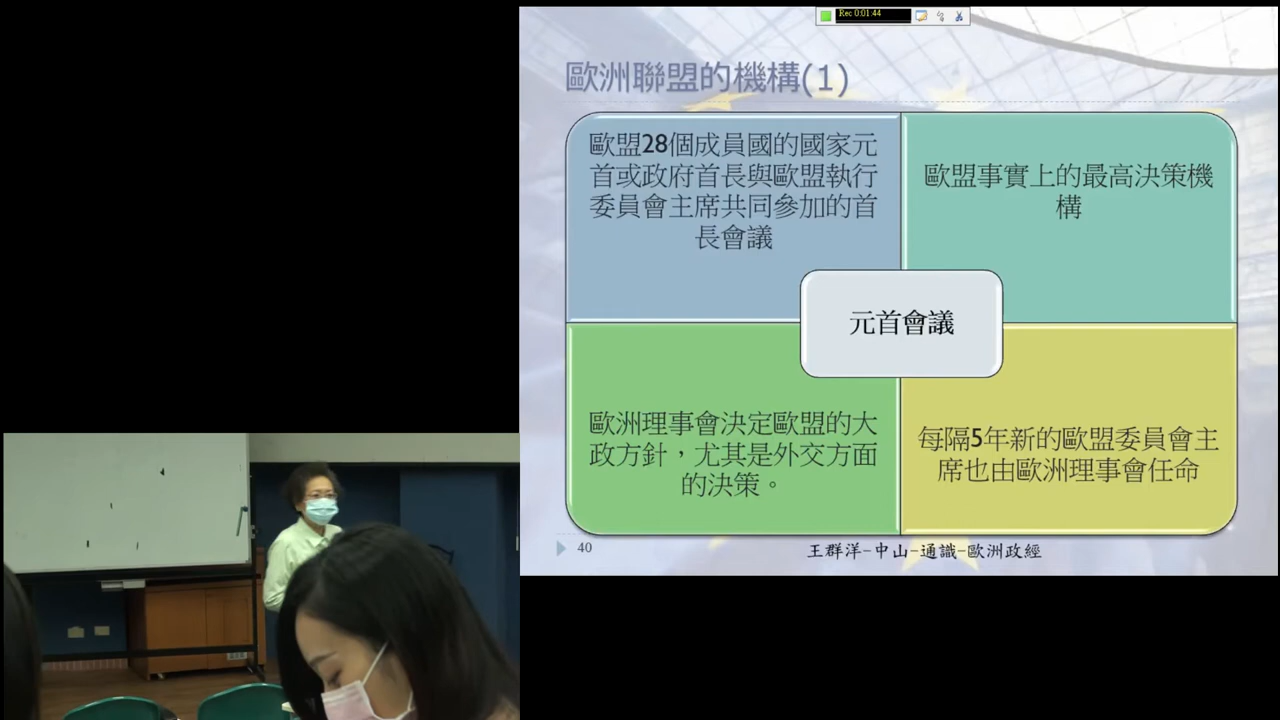 Rec 0:01:44
歐洲聯盟的機構(1)
歐盟28個成員國的國家元
首或政府首長與歐盟執行
委員會主席共同參加的首
長會議
歐盟事實上的最高決策機
構
元首會議
歐洲理事會決定歐盟的大
政方針，尤其是外交方面
的決策。
每隔5年新的歐盟委員會主
席也由歐洲理事會任命
40
王群洋-中山-通識-歐洲政經